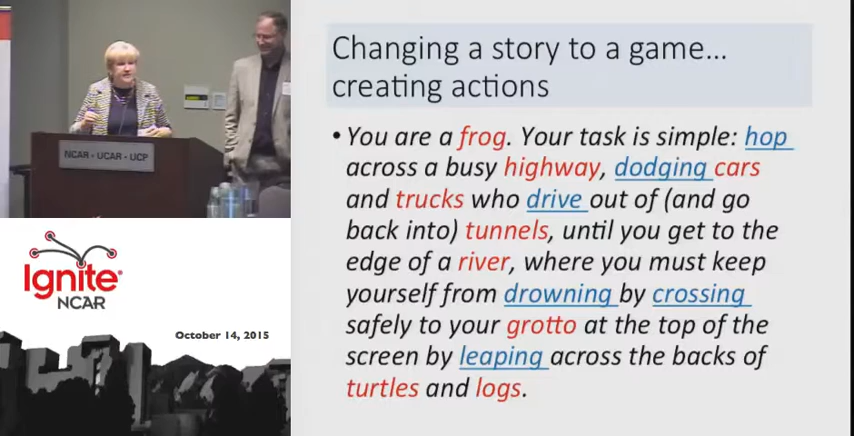 NCAR • UCAR • UCP
Ignite
NCAR
October 14, 2015
Changing a story to a game...
creating actions
• You are a frog. Your task is simple: hop
across a busy highway, dodging cars
and trucks who drive out of (and go
back into) tunnels, until you get to the
edge of a river, where you must keep
yourself from drowning by crossing
safely to your grotto at the top of the
screen by leaping across the backs of
turtles and logs.